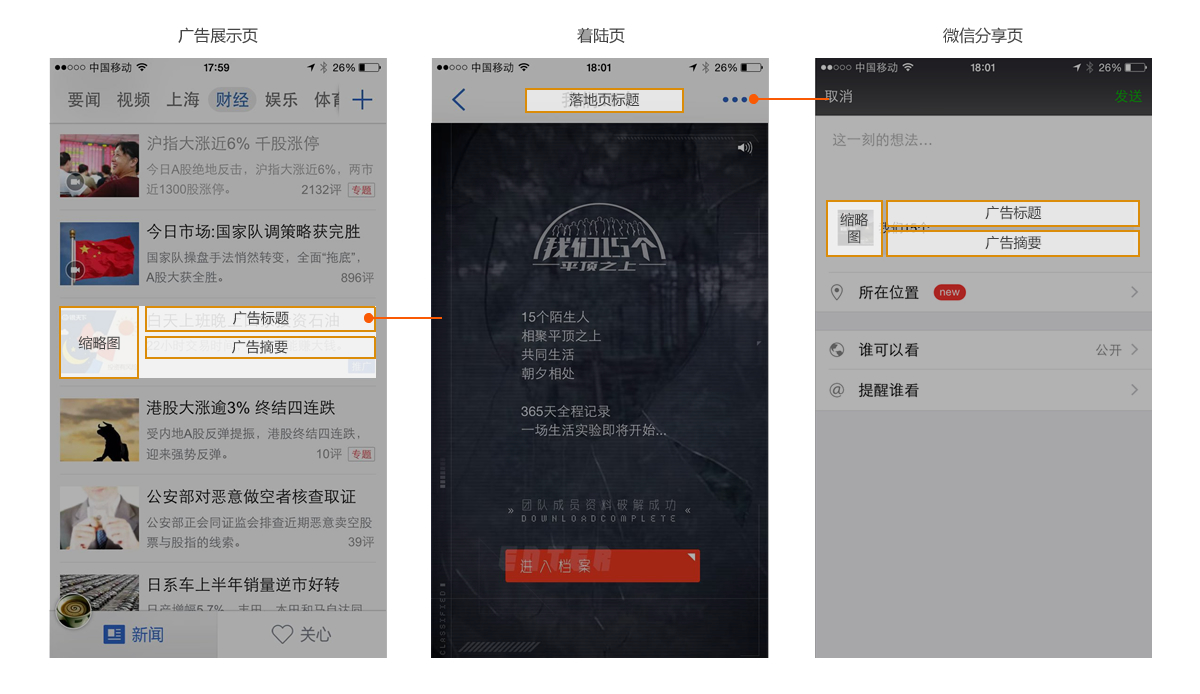 广告展示页
着陆页
微信分享页
中国移动
17:59
26%
要闻
视频
上海
财经
娱乐
体育
沪指大涨近6% 千股涨停
今日A股绝地反击，沪指大涨近6%，两市
近1300股涨停。
2132评
专题
今日市场:国家队调策略获完胜
国家队操盘手法悄然转变，全面“拖底”，
A股大获全胜。
896评
缩略图
广告标题
广告摘要
港股大涨逾3% 终结四连跌
受内地A股反弹提振，港股终结四连跌，
迎来强势反弹。
10评
专题
公安部对恶意做空者核查取证
公安部正会同证监会排查近期恶意卖空股
票与股指的线索。
39评
日系车上半年销量逆市好转
日产增幅5.7%，丰田、本田和马自达同
新闻
关心
中国移动
18:01
26%
落地页标题
我们15个
平顶之上
15个陌生人
相聚平顶之上
共同生活
朝夕相处
365天全程记录
一场生活实验即将开始...
» 团队成员资料破解成功 «
DOWNLOADCOMPLETE
ENTER
进入档案
CLASSIFIED
中国移动
18:01
26%
取消
发送
这一刻的想法...
缩略
图
广告标题
我们15个
广告摘要
所在位置
new
谁可以看
公开
@
提醒谁看